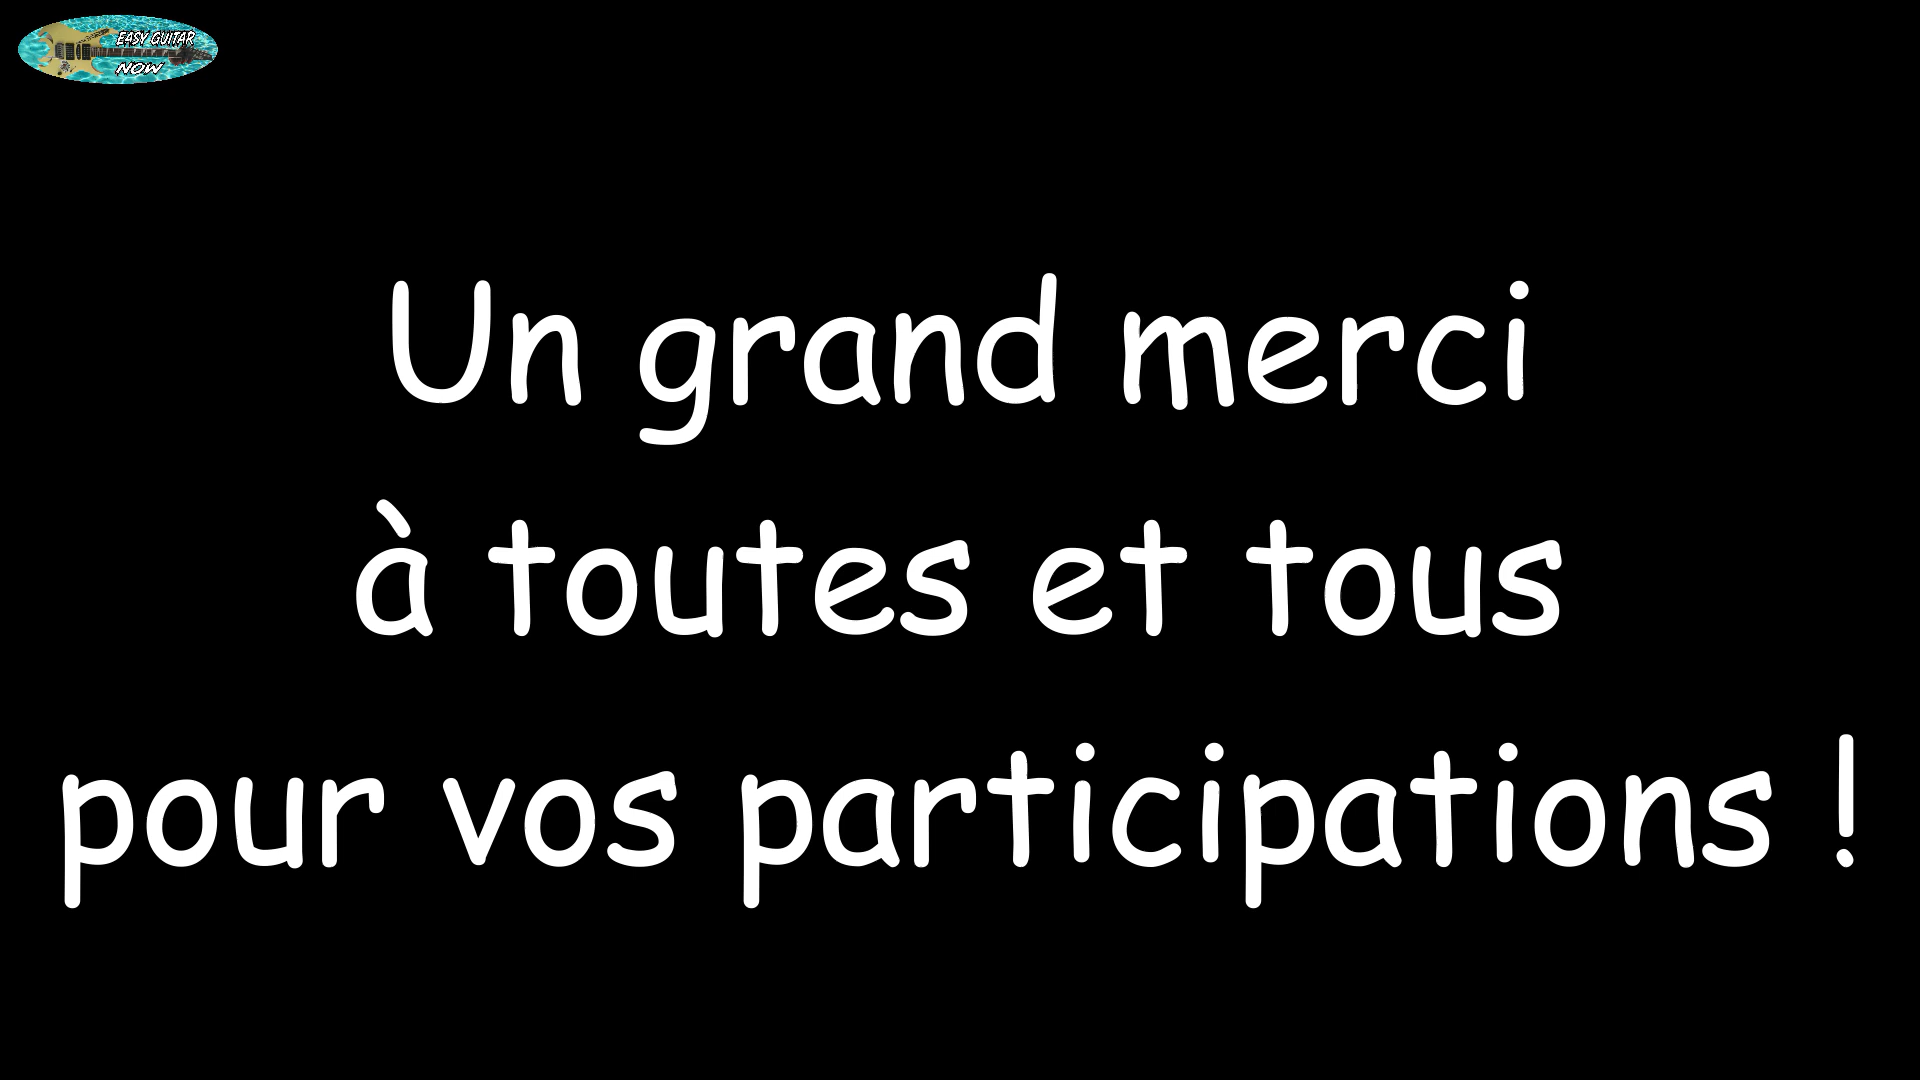 EASY GUITAR
NOW
Un grand merci
à toutes et tous
pour vos participations !